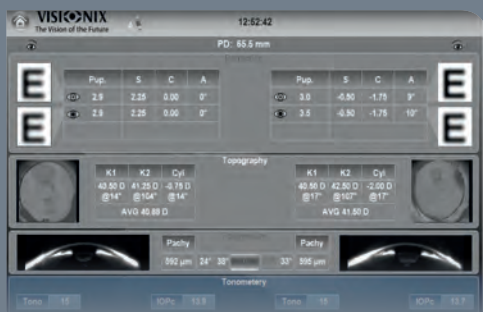 VISIONIX
The Vision of the Future
12:52:42
PD: 65.5 mm
Pup. S C A
2.9 2.25 0.00 0°
2.9 2.25 0.00 0°
E
E
Pup. S C A
3.0 -0.50 -1.75 9°
3.5 -0.50 -1.75 10°
E
E
Topography
K1 K2 Cyl
40.50 D 41.25 D -0.75 D
@14° @104° @14°
AVG 40.88 D
K1 K2 Cyl
40.50 D 42.50 D -2.00 D
@17° @107° @17°
AVG 41.50 D
Pachy
592 µm 24° 38°
Pachy
33° 595 µm
Tonometery
Tono 15 IOPc 13.8
Tono 15 IOPc 13.7